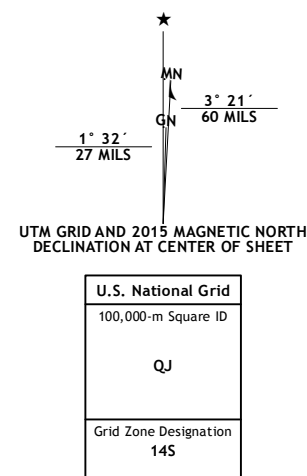 ★
MN
3° 21´
60 MILS
GN
1° 32´
27 MILS
UTM GRID AND 2015 MAGNETIC NORTH
DECLINATION AT CENTER OF SHEET
U.S. National Grid
100,000-m Square ID
QJ
Grid Zone Designation
14S